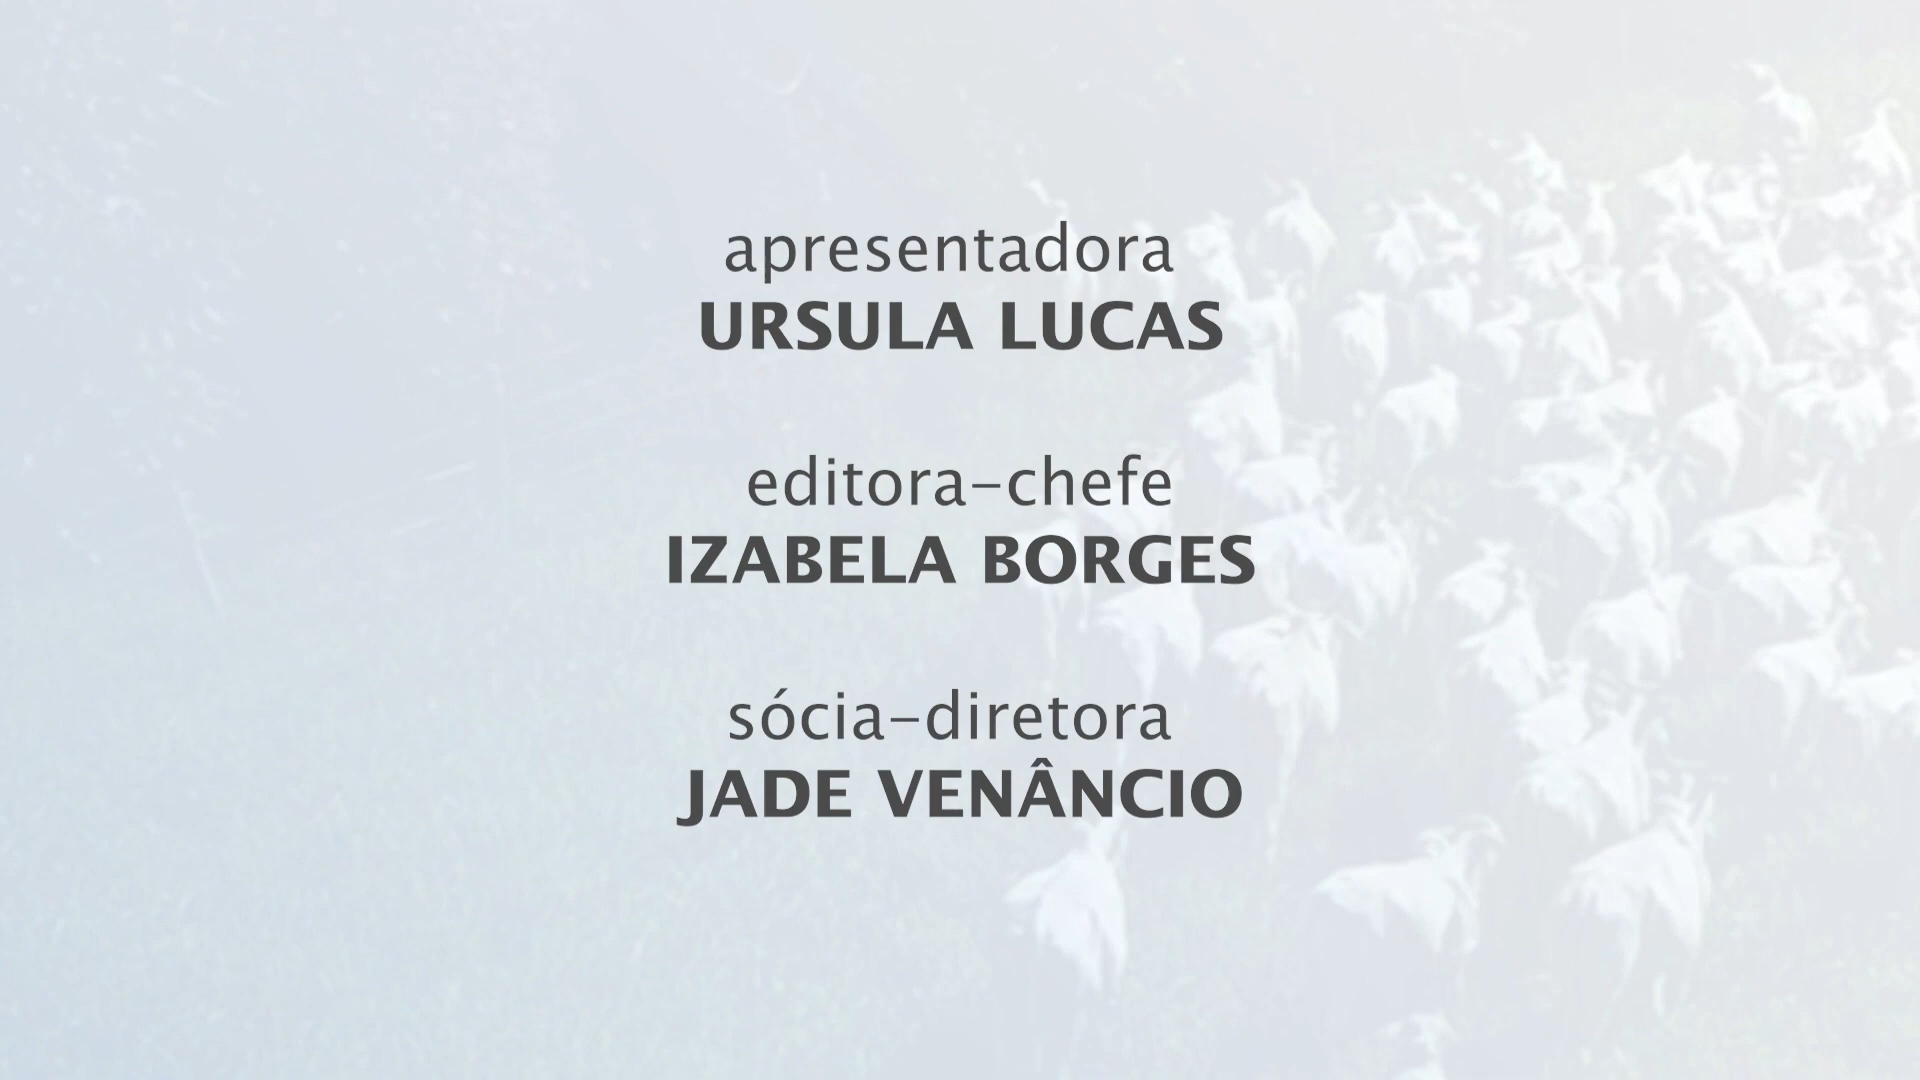 apresentadora
URSULA LUCAS
editora-chefe
IZABELA BORGES
sócia-diretora
JADE VENÂNCIO